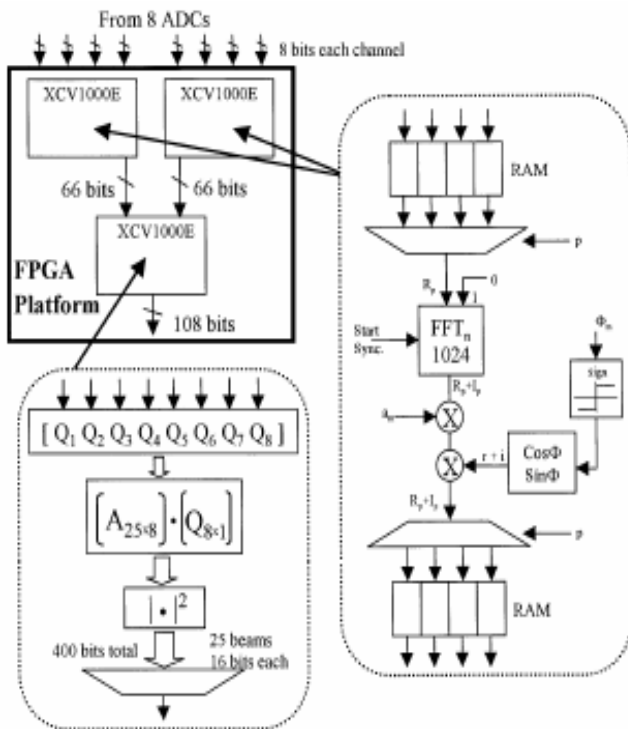 From 8 ADCs
8 bits each channel
XCV1000E
XCV1000E
66 bits
66 bits
XCV1000E
FPGA
Platform
108 bits
[ Q1 Q2 Q3 Q4 Q5 Q6 Q7 Q8 ]
(A25×8)·(Q8×1)
|•|²
400 bits total
25 beams
16 bits each
RAM
p
Rp
0
i
Start
Sync.
FFTn
1024
Φn
sign
Rp+Ip
an
X
X
r + i
CosΦ
SinΦ
Rp+Ip
p
RAM